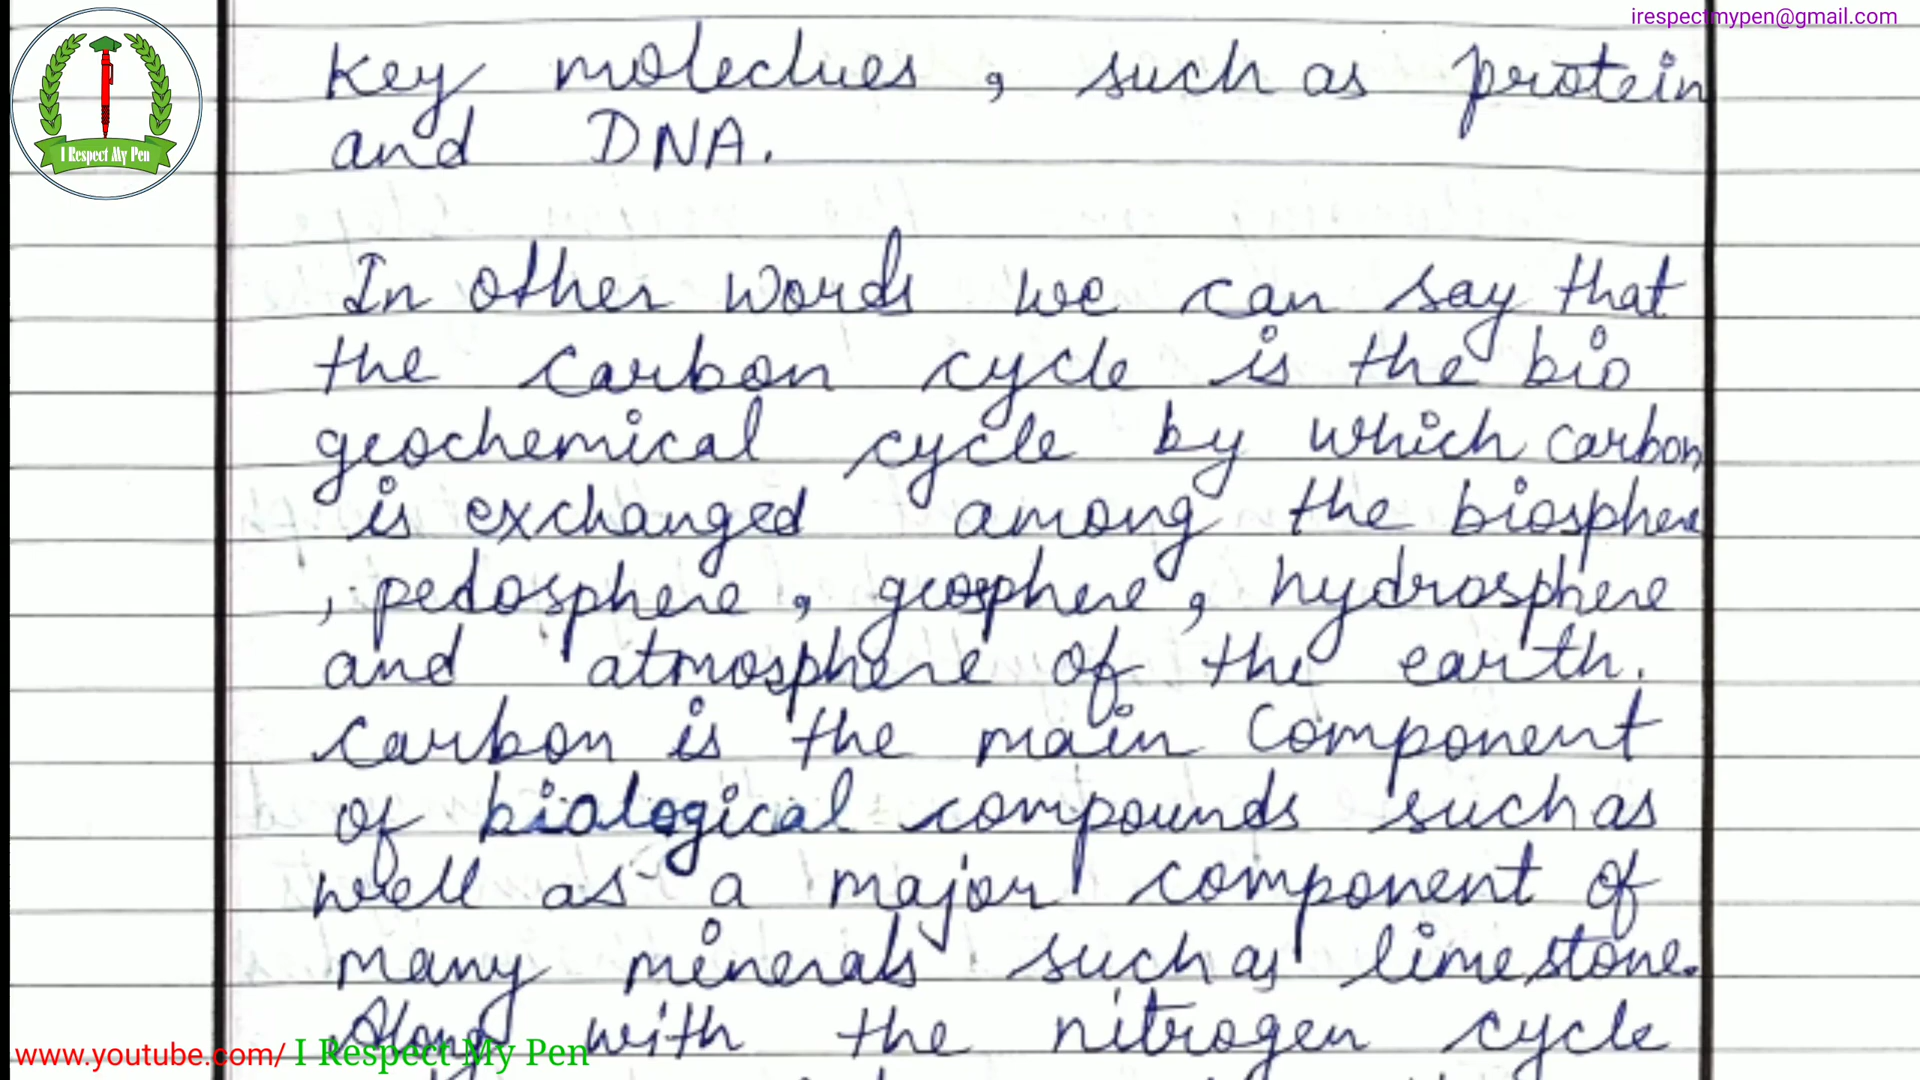 irespectmypen@gmail.com
I Respect My Pen
Key moleclues, such as protein
and DNA.
In other words we can say that
the carbon cycle is the bio
geochemical cycle by which carbon
is exchanged among the biosphere
, pedosphere, geosphere, hydrosphere
and atmosphere of the earth.
Carbon is the main component
of biological compounds such as
well as a major component of
many minerals such as limestone.
Along with the nitrogen cycle
www.youtube.com/ I Respect My Pen